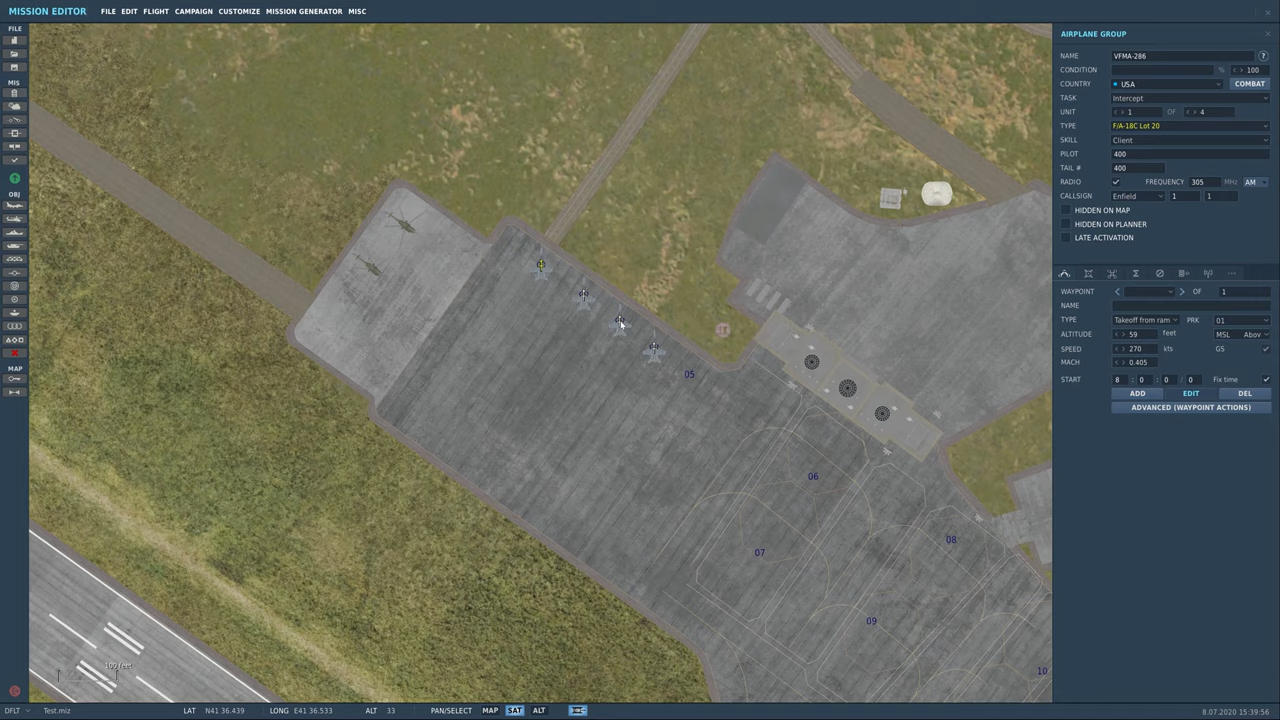 MISSION EDITOR FILE EDIT FLIGHT CAMPAIGN CUSTOMIZE MISSION GENERATOR MISC
FILE
MIS
OBJ
MAP
05
06
07
08
09
10
100 feet
AIRPLANE GROUP
NAME VFMA-286 ?
CONDITION % < > 100
COUNTRY USA COMBAT
TASK Intercept
UNIT < > 1 OF < > 4
TYPE F/A-18C Lot 20
SKILL Client
PILOT 400
TAIL # 400
RADIO FREQUENCY 305 MHz AM
CALLSIGN Enfield 1 1
HIDDEN ON MAP
HIDDEN ON PLANNER
LATE ACTIVATION
WAYPOINT < > OF 1
NAME
TYPE Takeoff from ram PRK 01
ALTITUDE < > 59 feet MSL Abov
SPEED < > 270 kts GS
MACH < > 0.405
START 8 : 0 : 0 / 0 Fix time
ADD EDIT DEL
ADVANCED (WAYPOINT ACTIONS)
DFLT Test.miz LAT N41 36.439 LONG E41 36.533 ALT 33 PAN/SELECT MAP SAT ALT 8.07.2020 15:39:56